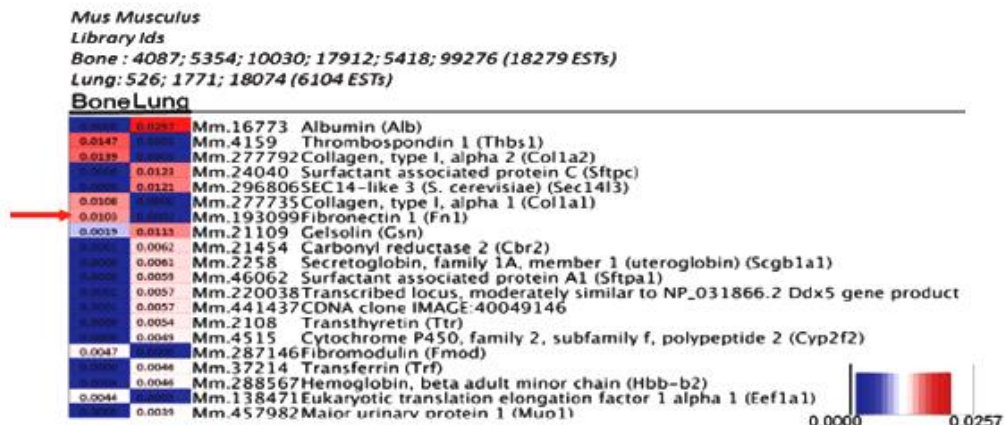 Mus Musculus
Library Ids
Bone : 4087; 5354; 10030; 17912; 5418; 99276 (18279 ESTs)
Lung: 526; 1771; 18074 (6104 ESTs)
Bone Lung
0.0257 Mm.16773 Albumin (Alb)
0.0147 Mm.4159 Thrombospondin 1 (Thbs1)
0.0139 Mm.277792 Collagen, type I, alpha 2 (Col1a2)
0.0123 Mm.24040 Surfactant associated protein C (Sftpc)
0.0121 Mm.296806 SEC14-like 3 (S. cerevisiae) (Sec14l3)
0.0108 Mm.277735 Collagen, type I, alpha 1 (Col1a1)
0.0103 Mm.193099 Fibronectin 1 (Fn1)
0.0019 0.0115 Mm.21109 Gelsolin (Gsn)
0.0062 Mm.21454 Carbonyl reductase 2 (Cbr2)
0.0061 Mm.2258 Secretoglobin, family 1A, member 1 (uteroglobin) (Scgb1a1)
0.0059 Mm.46062 Surfactant associated protein A1 (Sftpa1)
0.0057 Mm.220038 Transcribed locus, moderately similar to NP_031866.2 Ddx5 gene product
0.0057 Mm.441437 CDNA clone IMAGE:40049146
0.0054 Mm.2108 Transthyretin (Ttr)
0.0049 Mm.4515 Cytochrome P450, family 2, subfamily f, polypeptide 2 (Cyp2f2)
0.0047 Mm.287146 Fibromodulin (Fmod)
0.0046 Mm.37214 Transferrin (Trf)
0.0046 Mm.288567 Hemoglobin, beta adult minor chain (Hbb-b2)
0.0044 Mm.138471 Eukaryotic translation elongation factor 1 alpha 1 (Eef1a1)
0.0039 Mm.457982 Major urinary protein 1 (Mup1)
0.0000 0.0257